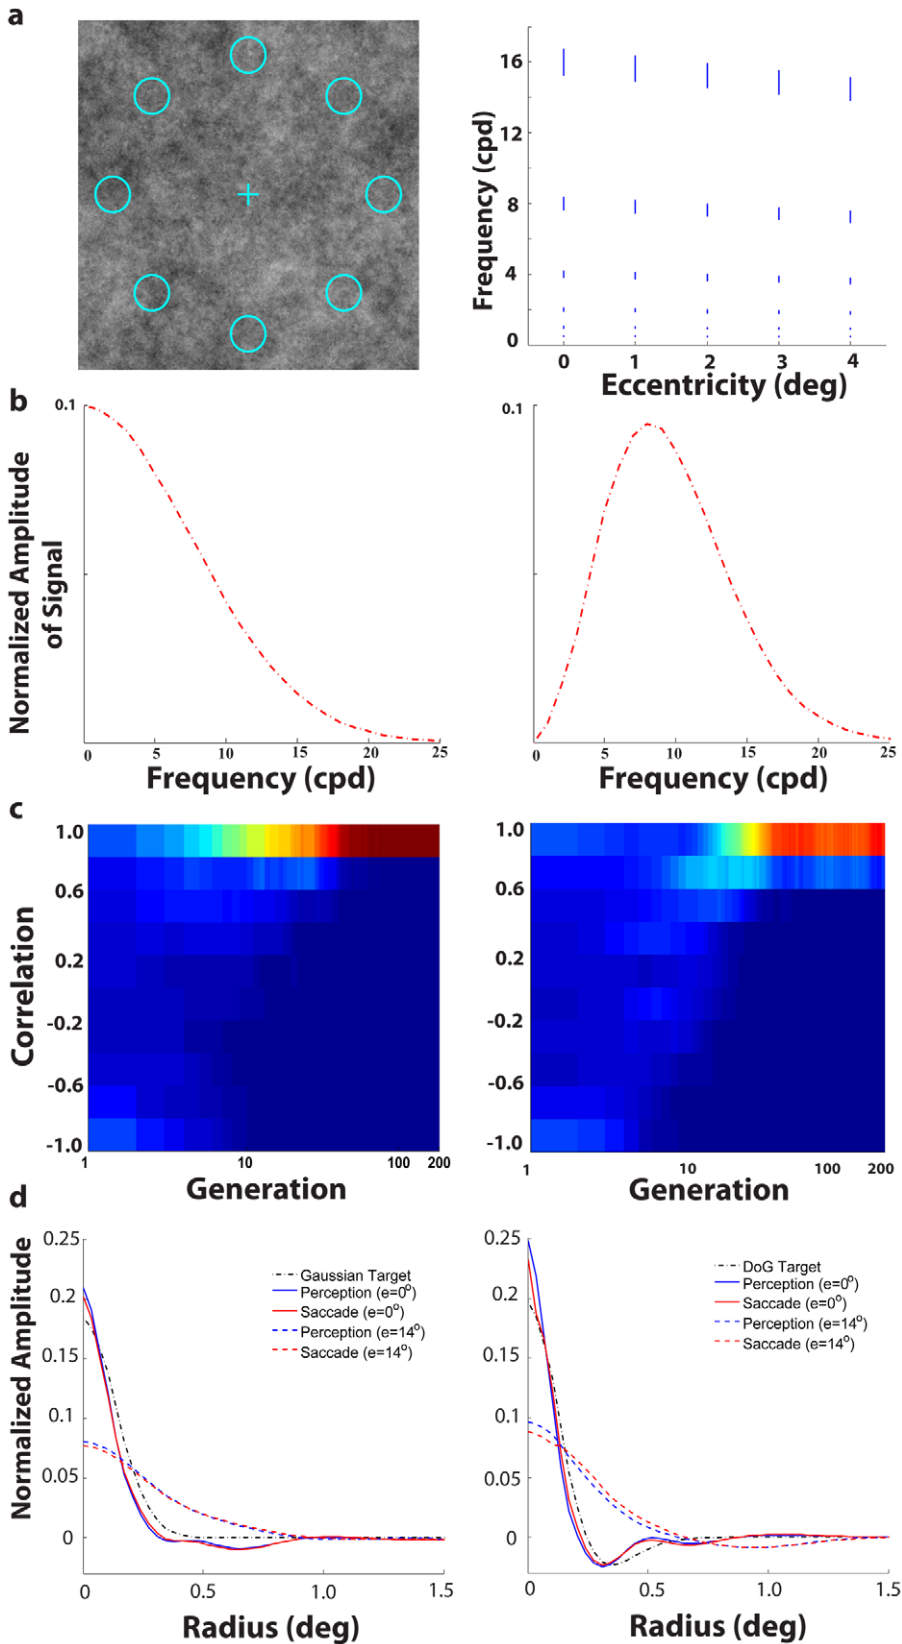 a
16
12
8
4
0
Frequency (cpd)
0 1 2 3 4
Eccentricity (deg)
b
0.1
Normalized Amplitude
of Signal
0 5 10 15 20 25
Frequency (cpd)
0.1
0 5 10 15 20 25
Frequency (cpd)
c
1.0
0.6
0.2
-0.2
-0.6
-1.0
Correlation
1 10 100 200
Generation
1.0
0.6
0.2
-0.2
-0.6
-1.0
1 10 100 200
Generation
d
0.25
0.2
0.15
0.1
0.05
0
Normalized Amplitude
Gaussian Target
Perception (e=0°)
Saccade (e=0°)
Perception (e=14°)
Saccade (e=14°)
0 0.5 1.0 1.5
Radius (deg)
0.25
0.2
0.15
0.1
0.05
0
DoG Target
Perception (e=0°)
Saccade (e=0°)
Perception (e=14°)
Saccade (e=14°)
0 0.5 1.0 1.5
Radius (deg)